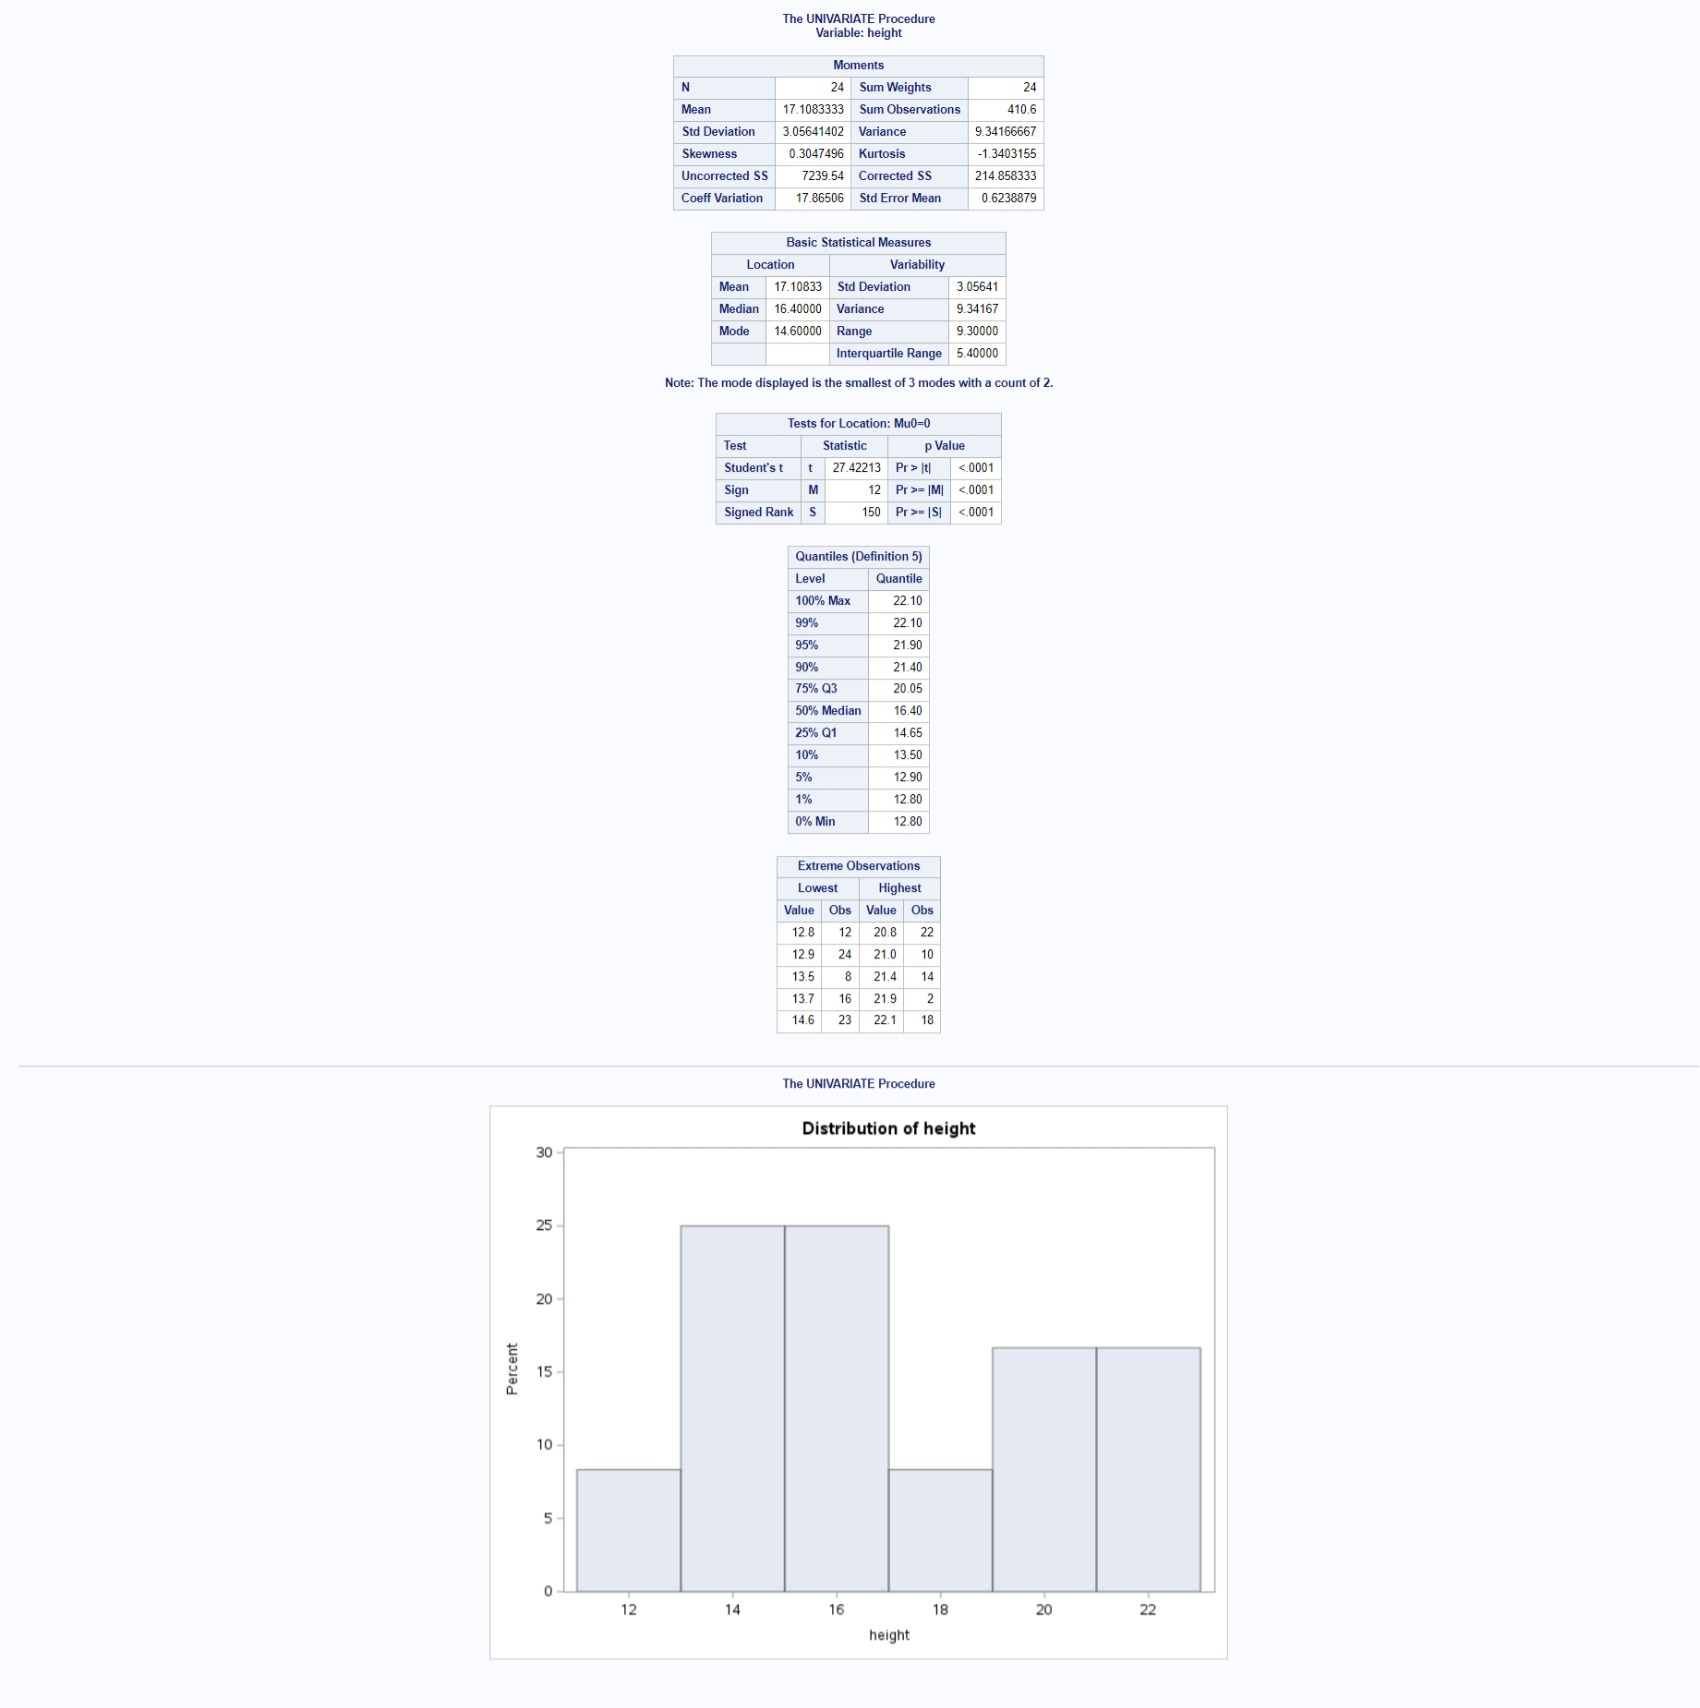 The UNIVARIATE Procedure
Variable: height
Moments
N 24 Sum Weights 24
Mean 17.1083333 Sum Observations 410.6
Std Deviation 3.05641402 Variance 9.34166667
Skewness 0.3047496 Kurtosis -1.3403155
Uncorrected SS 7239.54 Corrected SS 214.858333
Coeff Variation 17.86506 Std Error Mean 0.6238879
Basic Statistical Measures
Location Variability
Mean 17.10833 Std Deviation 3.05641
Median 16.40000 Variance 9.34167
Mode 14.60000 Range 9.30000
Interquartile Range 5.40000
Note: The mode displayed is the smallest of 3 modes with a count of 2.
Tests for Location: Mu0=0
Test Statistic p Value
Student's t t 27.42213 Pr > |t| <.0001
Sign M 12 Pr >= |M| <.0001
Signed Rank S 150 Pr >= |S| <.0001
Quantiles (Definition 5)
Level Quantile
100% Max 22.10
99% 22.10
95% 21.90
90% 21.40
75% Q3 20.05
50% Median 16.40
25% Q1 14.65
10% 13.50
5% 12.90
1% 12.80
0% Min 12.80
Extreme Observations
Lowest Highest
Value Obs Value Obs
12.8 12 20.8 22
12.9 24 21.0 10
13.5 8 21.4 14
13.7 16 21.9 2
14.6 23 22.1 18
The UNIVARIATE Procedure
Distribution of height
30
25
20
15
10
5
0
Percent
12 14 16 18 20 22
height